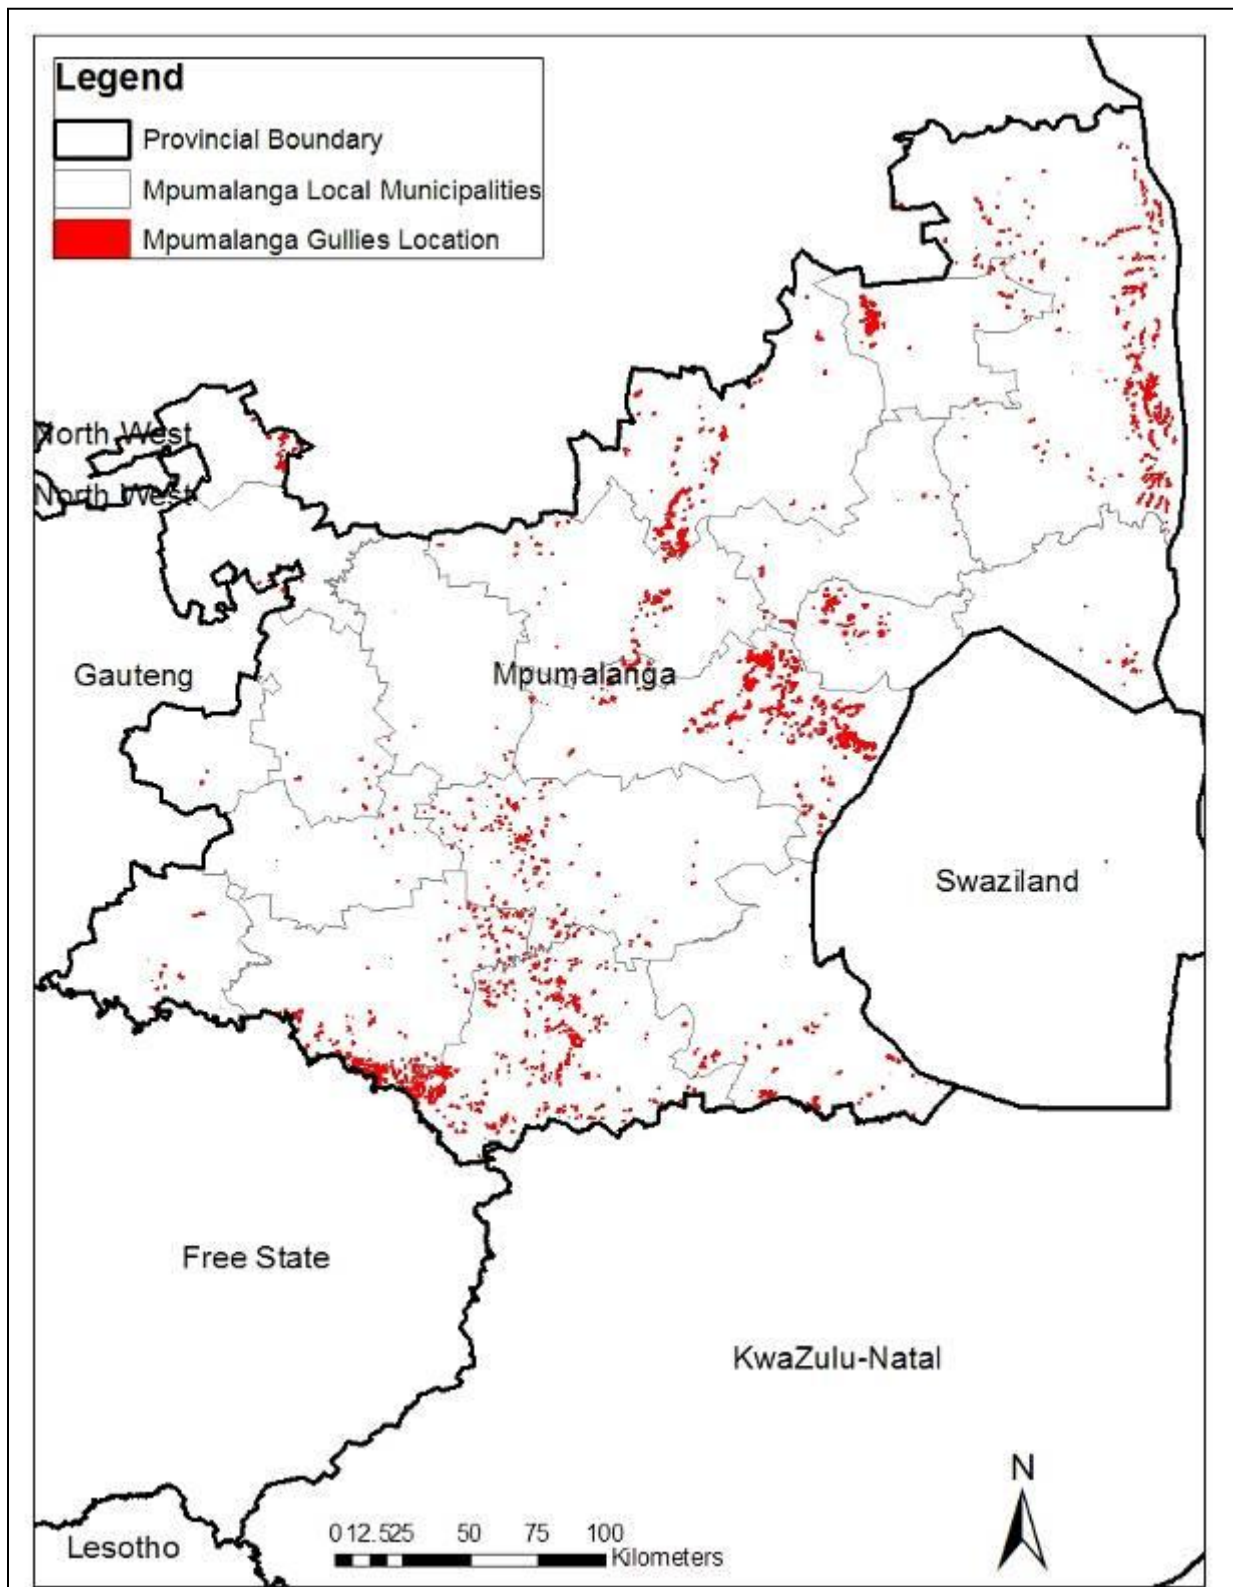 Legend
Provincial Boundary
Mpumalanga Local Municipalities
Mpumalanga Gullies Location
North West
North West
Gauteng
Mpumalanga
Swaziland
Free State
KwaZulu-Natal
N
Lesotho
0 12.5 25 50 75 100
Kilometers